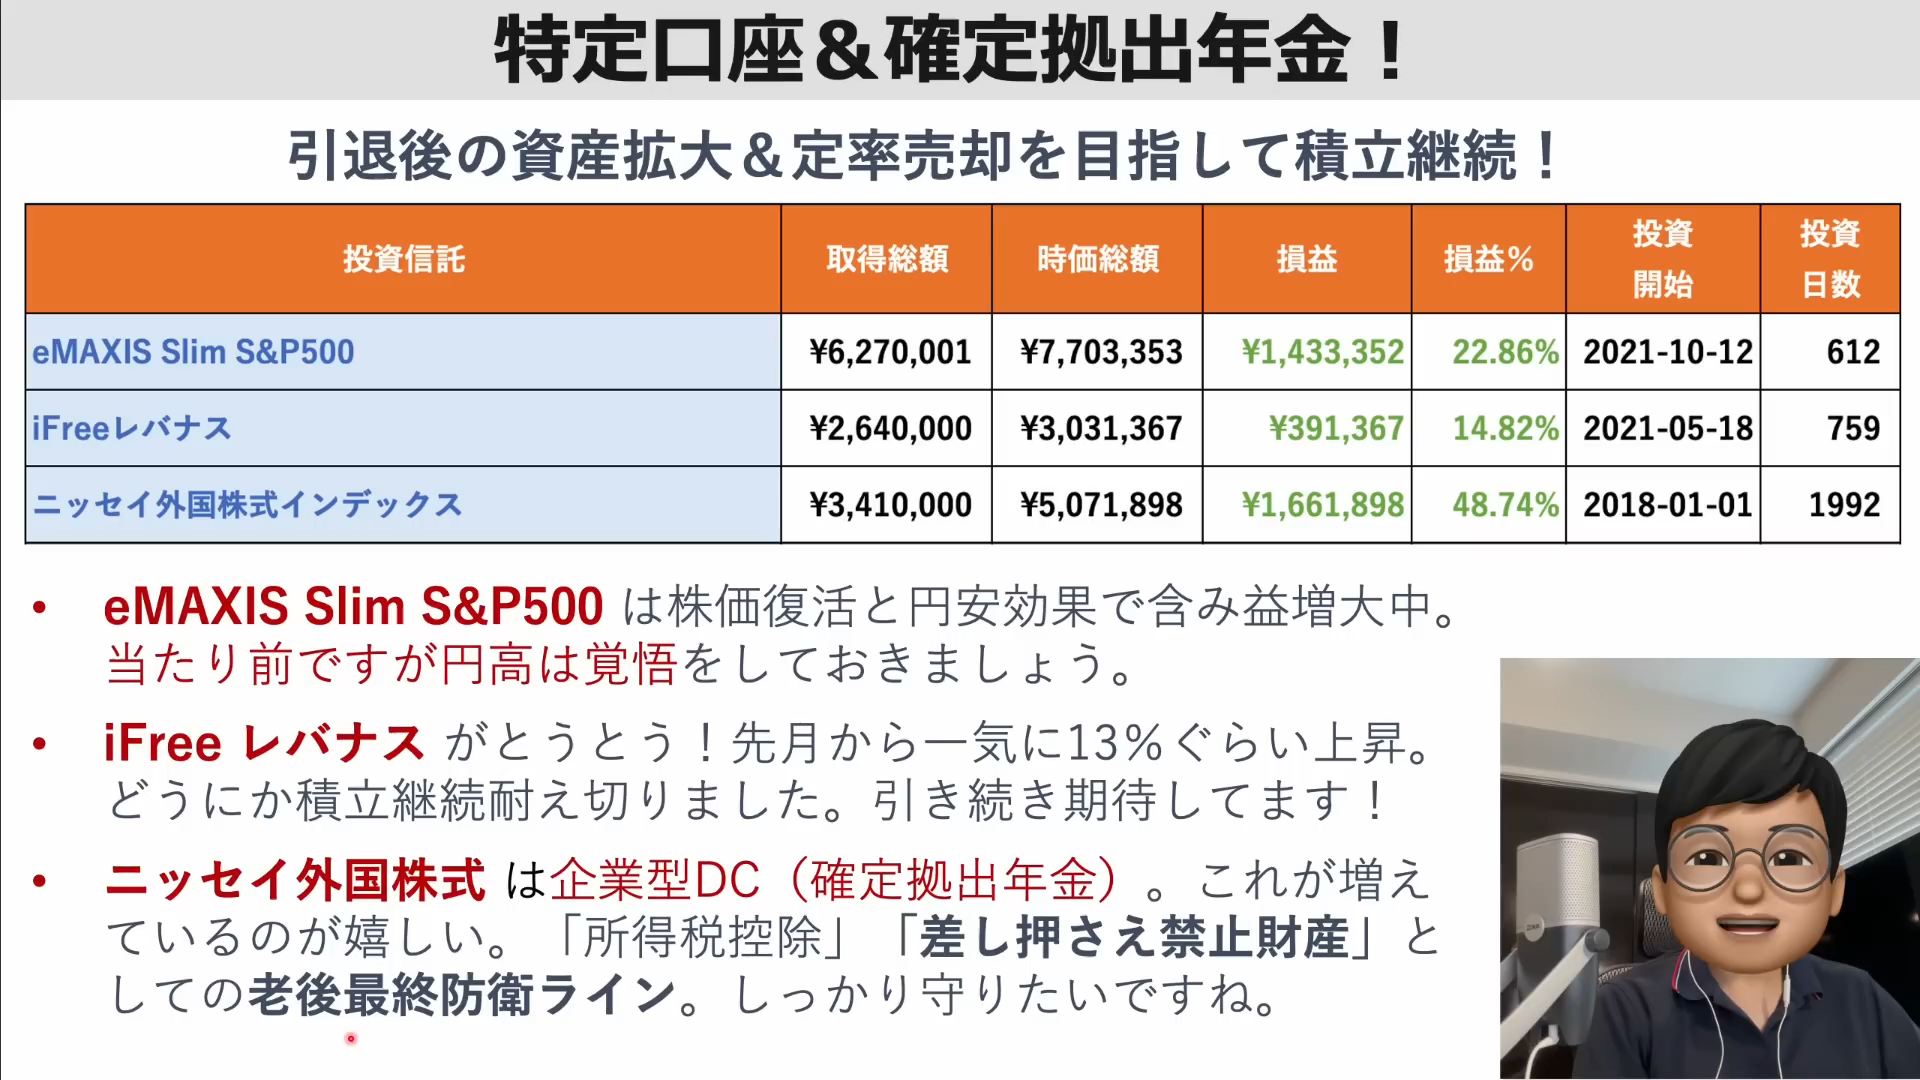 特定口座＆確定拠出年金！
引退後の資産拡大＆定率売却を目指して積立継続！
投資信託 取得総額 時価総額 損益 損益% 投資開始 投資日数
eMAXIS Slim S&P500 ¥6,270,001 ¥7,703,353 ¥1,433,352 22.86% 2021-10-12 612
iFreeレバナス ¥2,640,000 ¥3,031,367 ¥391,367 14.82% 2021-05-18 759
ニッセイ外国株式インデックス ¥3,410,000 ¥5,071,898 ¥1,661,898 48.74% 2018-01-01 1992
• eMAXIS Slim S&P500 は株価復活と円安効果で含み益増大中。
当たり前ですが円高は覚悟をしておきましょう。
• iFree レバナス がとうとう！先月から一気に13%ぐらい上昇。
どうにか積立継続耐え切りました。引き続き期待してます！
• ニッセイ外国株式 は企業型DC（確定拠出年金）。これが増え
ているのが嬉しい。「所得税控除」「差し押さえ禁止財産」と
しての老後最終防衛ライン。しっかり守りたいですね。